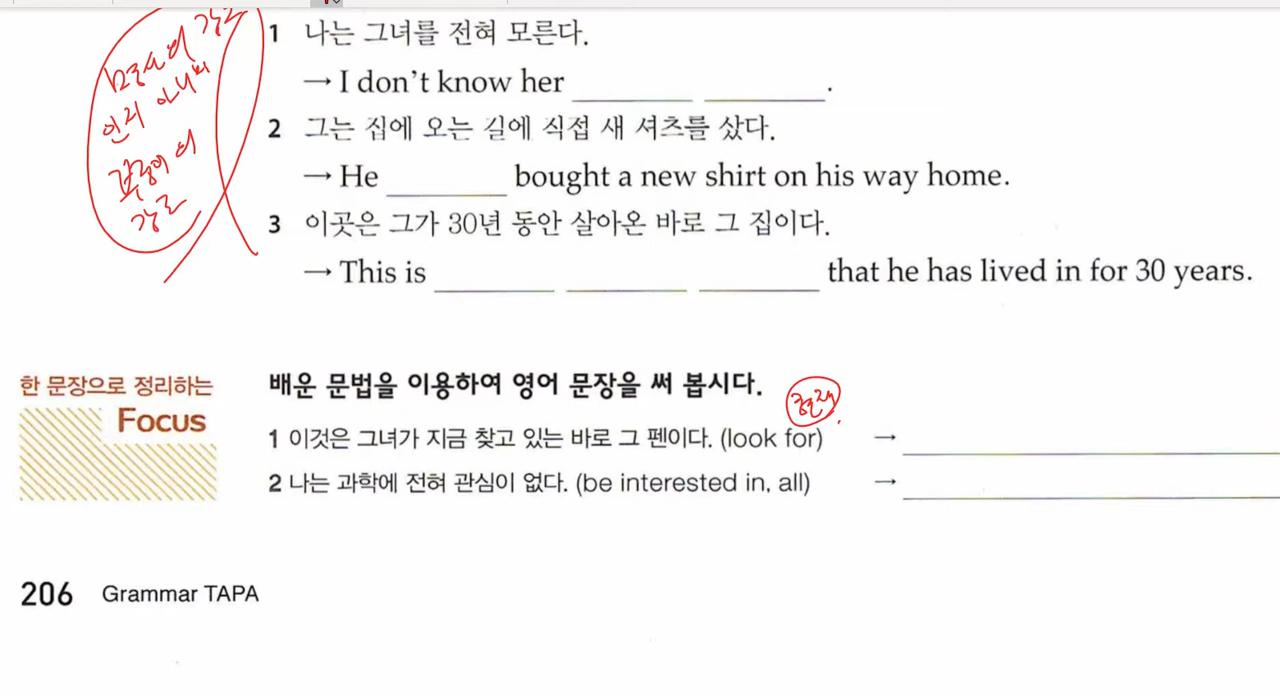 1 나는 그녀를 전혀 모른다.
→ I don't know her ______ ______.
2 그는 집에 오는 길에 직접 새 셔츠를 샀다.
→ He ______ bought a new shirt on his way home.
3 이곳은 그가 30년 동안 살아온 바로 그 집이다.
→ This is ______ ______ ______ that he has lived in for 30 years.
한 문장으로 정리하는
Focus
배운 문법을 이용하여 영어 문장을 써 봅시다.
1 이것은 그녀가 지금 찾고 있는 바로 그 펜이다. (look for) →
2 나는 과학에 전혀 관심이 없다. (be interested in, all) →
206 Grammar TAPA